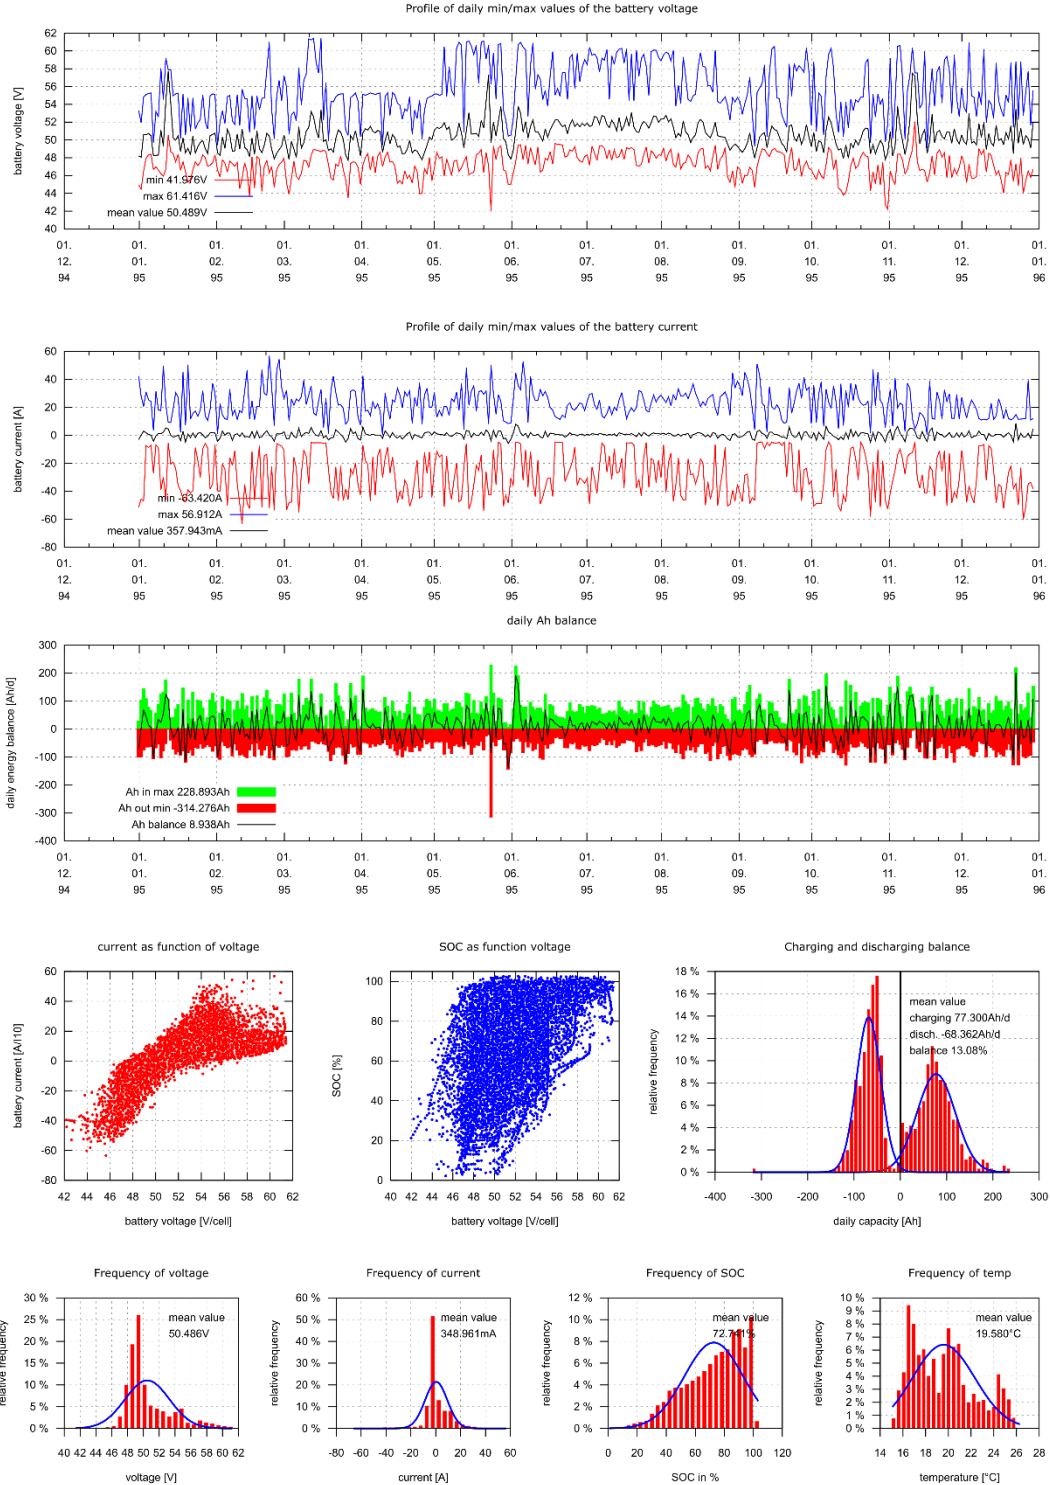 Profile of daily min/max values of the battery voltage
battery voltage [V]
62
60
58
56
54
52
50
48
46
44
42
40
min 41.976V
max 61.416V
mean value 50.489V
01. 01. 01. 01. 01. 01. 01. 01. 01. 01. 01. 01. 01. 01.
12. 01. 02. 03. 04. 05. 06. 07. 08. 09. 10. 11. 12. 01.
94 95 95 95 95 95 95 95 95 95 95 95 95 96
Profile of daily min/max values of the battery current
battery current [A]
60
40
20
0
-20
-40
-60
-80
min -63.420A
max 56.912A
mean value 357.943mA
01. 01. 01. 01. 01. 01. 01. 01. 01. 01. 01. 01. 01. 01.
12. 01. 02. 03. 04. 05. 06. 07. 08. 09. 10. 11. 12. 01.
94 95 95 95 95 95 95 95 95 95 95 95 95 96
daily Ah balance
daily energy balance [Ah/d]
300
200
100
0
-100
-200
-300
-400
Ah in max 228.893Ah
Ah out min -314.276Ah
Ah balance 8.938Ah
01. 01. 01. 01. 01. 01. 01. 01. 01. 01. 01. 01. 01. 01.
12. 01. 02. 03. 04. 05. 06. 07. 08. 09. 10. 11. 12. 01.
94 95 95 95 95 95 95 95 95 95 95 95 95 96
current as function of voltage
battery current [A/I10]
60
40
20
0
-20
-40
-60
-80
42 44 46 48 50 52 54 56 58 60 62
battery voltage [V/cell]
SOC as function voltage
SOC [%]
100
80
60
40
20
0
40 42 44 46 48 50 52 54 56 58 60 62
battery voltage [V/cell]
Charging and discharging balance
relative frequency
18 %
16 %
14 %
12 %
10 %
8 %
6 %
4 %
2 %
0 %
mean value
charging 77.300Ah/d
disch. -68.362Ah/d
balance 13.08%
-400 -300 -200 -100 0 100 200 300
daily capacity [Ah]
Frequency of voltage
relative frequency
30 %
25 %
20 %
15 %
10 %
5 %
0 %
mean value
50.486V
40 42 44 46 48 50 52 54 56 58 60 62
voltage [V]
Frequency of current
relative frequency
60 %
50 %
40 %
30 %
20 %
10 %
0 %
mean value
348.961mA
-80 -60 -40 -20 0 20 40 60
current [A]
Frequency of SOC
relative frequency
12 %
10 %
8 %
6 %
4 %
2 %
0 %
mean value
72.741%
0 20 40 60 80 100 120
SOC in %
Frequency of temp
relative frequency
10 %
9 %
8 %
7 %
6 %
5 %
4 %
3 %
2 %
1 %
0 %
mean value
19.580°C
14 16 18 20 22 24 26 28
temperature [°C]